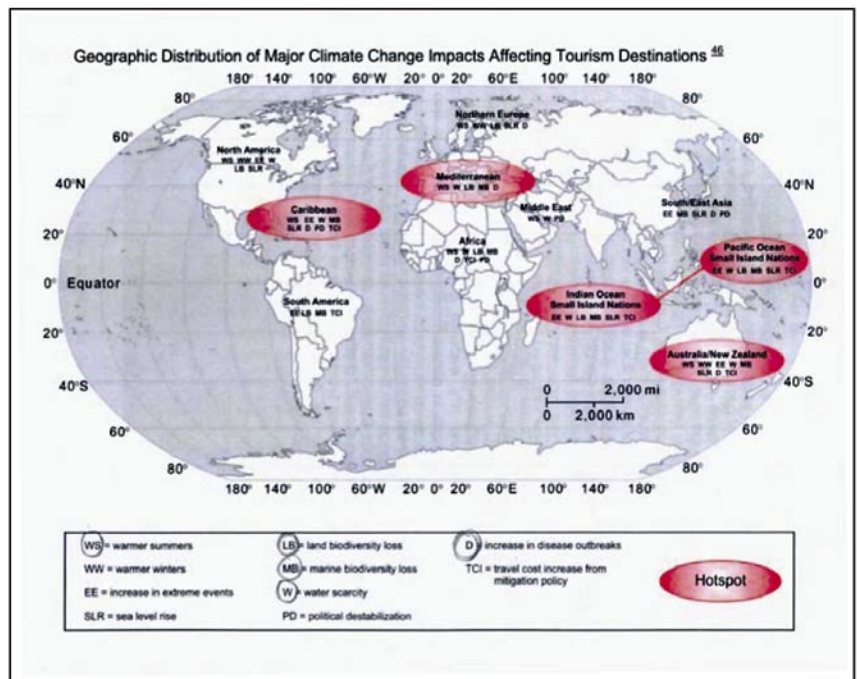 Geographic Distribution of Major Climate Change Impacts Affecting Tourism Destinations 46
180° 140° 100° 60°W 20° 0° 20° 60°E 100° 140° 180°
80° 80°
Northern Europe
WS WW LB SLR D
60° 60°
North America
WS WW EE W
LB SLR
40°N 40°N
Mediterranean
WS W LB MB D
Caribbean
WS EE W MB
SLR D PD TCI
Middle East
WS W PD
South/East Asia
EE MB SLR D PD
20° 20°
Africa
WS W LB MB
D TCI PD
Pacific Ocean
Small Island Nations
EE W LB MB SLR TCI
0° Equator 0°
South America
EE LB MB TCI
Indian Ocean
Small Island Nations
EE W LB MB SLR TCI
20° 20°
Australia/New Zealand
WS WW EE W MB
SLR D TCI
40°S 40°S
0 2,000 mi
0 2,000 km
60° 60°
80° 80°
180° 140° 100° 60°W 20° 0° 20° 60°E 100° 140° 180°
WS = warmer summers
WW = warmer winters
EE = increase in extreme events
SLR = sea level rise
LB = land biodiversity loss
MB = marine biodiversity loss
W = water scarcity
PD = political destabilization
D = increase in disease outbreaks
TCI = travel cost increase from
mitigation policy
Hotspot